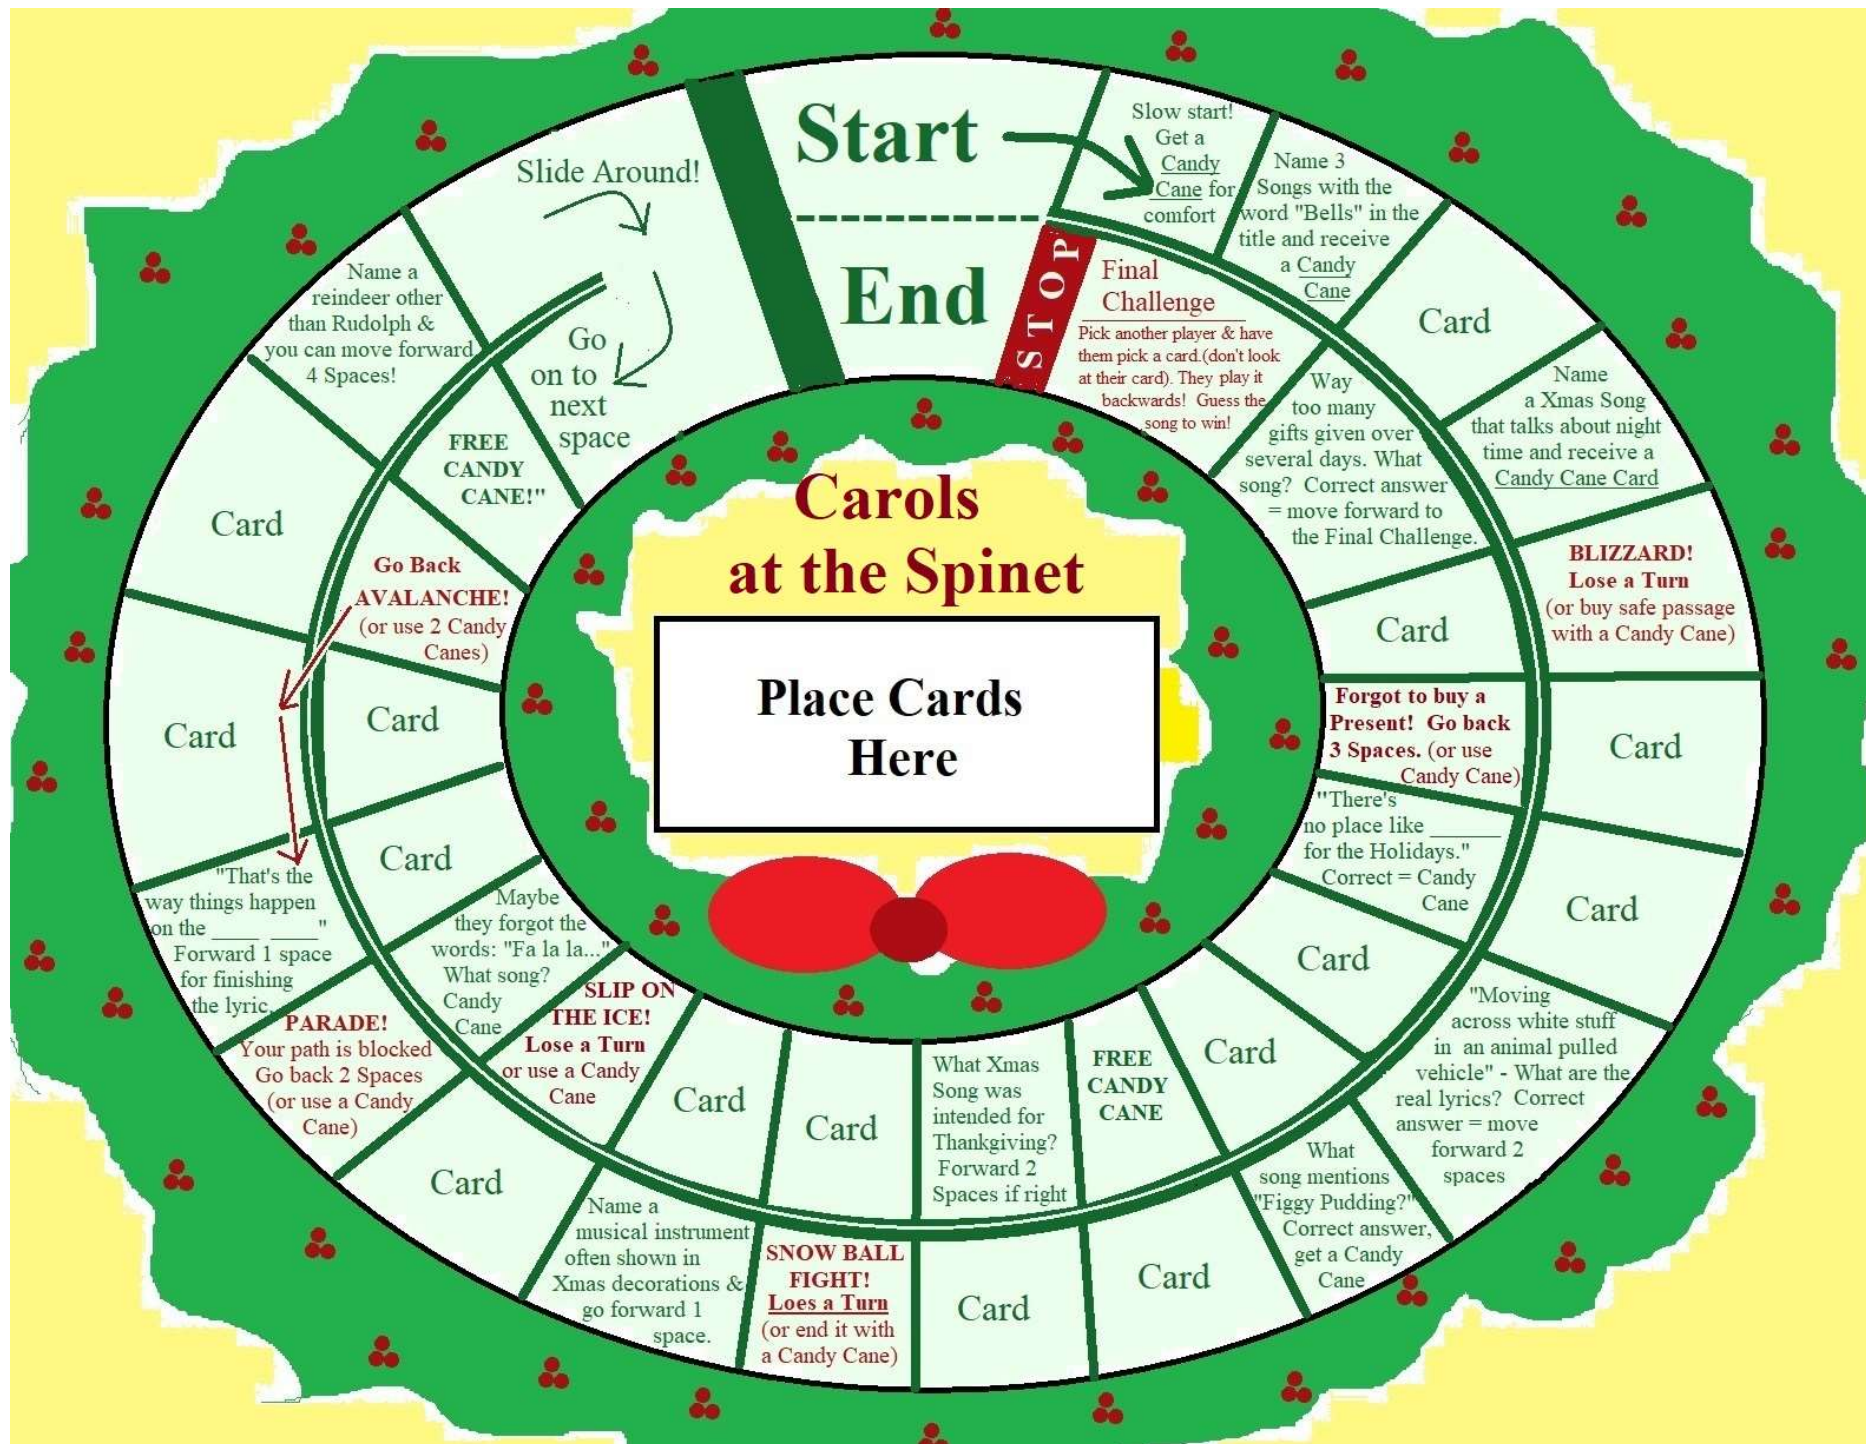 Start
End
Slow start!
Get a
Candy
Cane for
comfort
Name 3
Songs with the
word "Bells" in the
title and receive
a Candy
Cane
Card
Name
a Xmas Song
that talks about night
time and receive a
Candy Cane Card
BLIZZARD!
Lose a Turn
(or buy safe passage
with a Candy Cane)
Card
Card
"Moving
across white stuff
in an animal pulled
vehicle" - What are the
real lyrics? Correct
answer = move
forward 2
spaces
What
song mentions
"Figgy Pudding?"
Correct answer,
get a Candy
Cane
Card
Card
SNOW BALL
FIGHT!
Loes a Turn
(or end it with
a Candy Cane)
Name a
musical instrument
often shown in
Xmas decorations &
go forward 1
space.
Card
PARADE!
Your path is blocked
Go back 2 Spaces
(or use a Candy
Cane)
"That's the
way things happen
on the ____ ____"
Forward 1 space
for finishing
the lyric.
Card
Card
Name a
reindeer other
than Rudolph &
you can move forward
4 Spaces!
Slide Around!
Go
on to
next
space
FREE
CANDY
CANE!"
Go Back
AVALANCHE!
(or use 2 Candy
Canes)
Card
Card
Maybe
they forgot the
words: "Fa la la..."
What song?
Candy
Cane
SLIP ON
THE ICE!
Lose a Turn
or use a Candy
Cane
Card
Card
What Xmas
Song was
intended for
Thankgiving?
Forward 2
Spaces if right
FREE
CANDY
CANE
Card
Card
"There's
no place like ______
for the Holidays."
Correct = Candy
Cane
Forgot to buy a
Present! Go back
3 Spaces. (or use
Candy Cane)
Card
Way
too many
gifts given over
several days. What
song? Correct answer
= move forward to
the Final Challenge.
Final
Challenge
Pick another player & have
them pick a card.(don't look
at their card). They play it
backwards! Guess the
song to win!
STOP
Carols
at the Spinet
Place Cards
Here